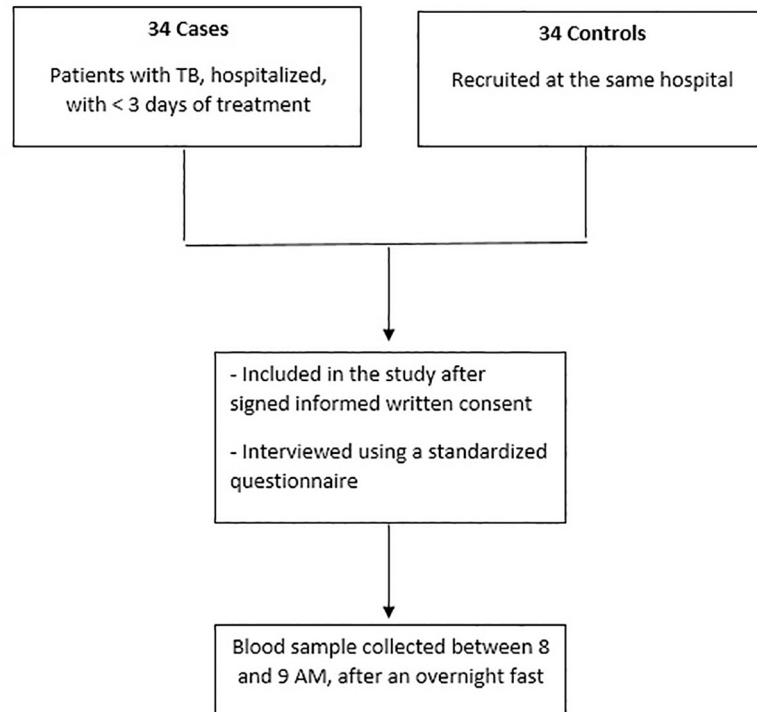 34 Cases
Patients with TB, hospitalized,
with < 3 days of treatment
34 Controls
Recruited at the same hospital
- Included in the study after
signed informed written consent
- Interviewed using a standardized
questionnaire
Blood sample collected between 8
and 9 AM, after an overnight fast